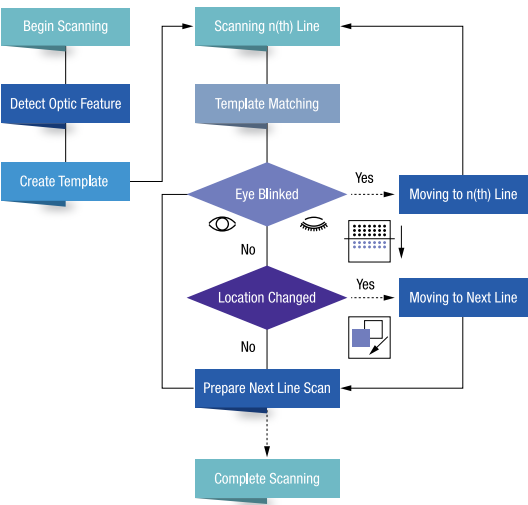 Begin Scanning
Scanning n(th) Line
Detect Optic Feature
Template Matching
Create Template
Eye Blinked
Yes
Moving to n(th) Line
No
Location Changed
Yes
Moving to Next Line
No
Prepare Next Line Scan
Complete Scanning